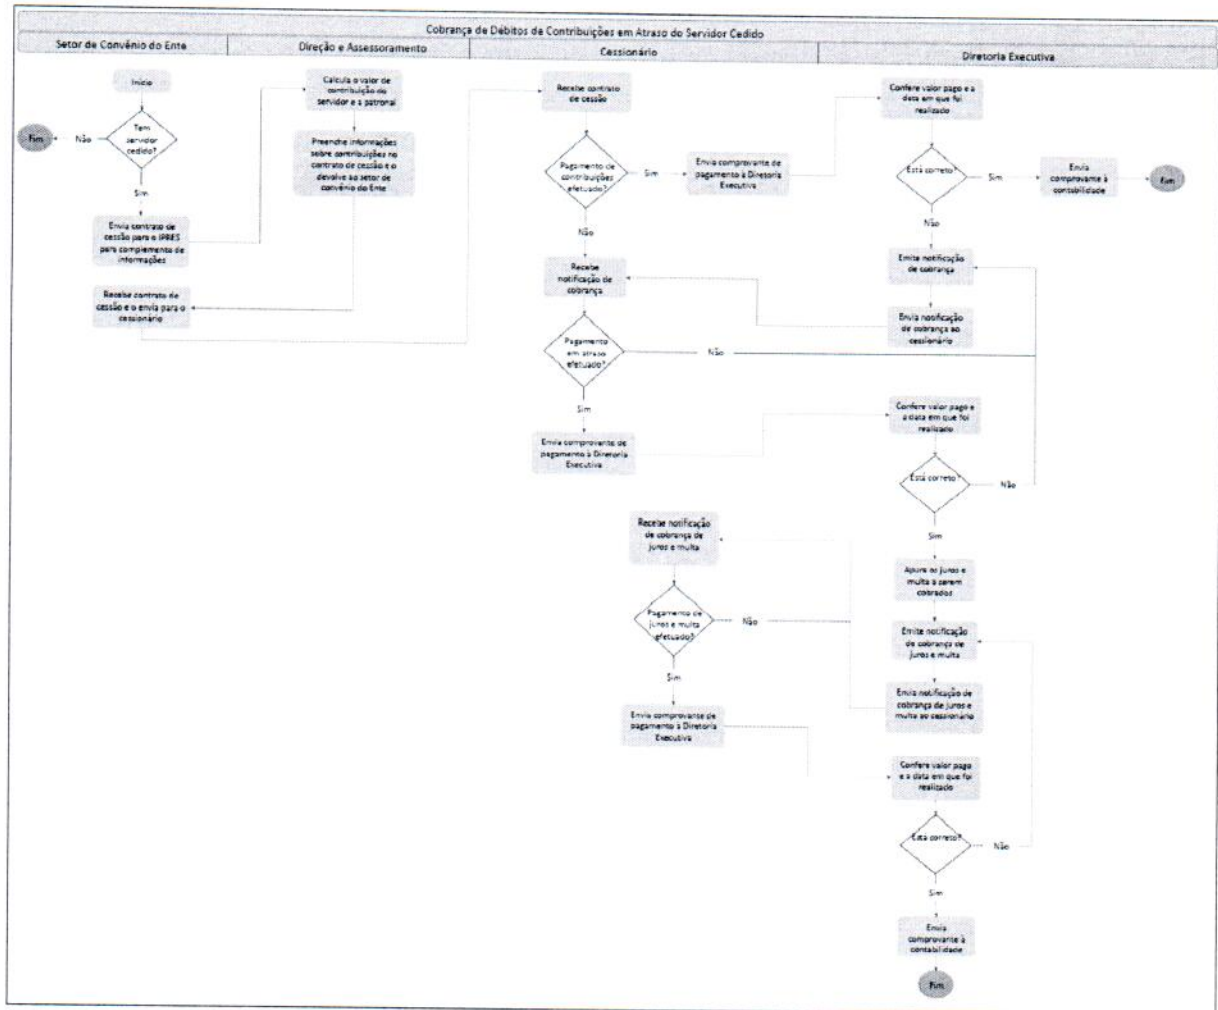 Cobrança de Débitos de Contribuições em Atraso do Servidor Cedido
Setor de Convênio do Ente
Direção e Assessoramento
Cessionário
Diretoria Executiva
Início
Tem
servidor
cedido?
Não
Fim
Sim
Envia contrato de
cessão para o IPRES
para complemento de
informações
Recebe contrato de
cessão e o envia para o
cessionário
Calcula o valor de
contribuição do
servidor e a patronal
Preenche informações
sobre contribuições no
contrato de cessão e o
devolve ao setor de
convênio do Ente
Recebe contrato
de cessão
Pagamento de
contribuições
efetuado?
Sim
Envia comprovante de
pagamento à Diretoria
Executiva
Não
Recebe
notificação de
cobrança
Pagamento
em atraso
efetuado?
Não
Sim
Envia comprovante de
pagamento à Diretoria
Executiva
Recebe notificação
de cobrança de
juros e multa
Pagamento de
juros e multa
efetuado?
Não
Sim
Envia comprovante de
pagamento à Diretoria
Executiva
Confere valor pago e a
data em que foi
realizado
Está correto?
Sim
Envia
comprovante à
contabilidade
Fim
Não
Emite notificação
de cobrança
Envia notificação
de cobrança ao
cessionário
Confere valor pago e
a data em que foi
realizado
Está correto?
Não
Sim
Apura os juros e
multa a serem
cobrados
Emite notificação
de cobrança de
juros e multa
Envia notificação de
cobrança de juros e
multa ao cessionário
Confere valor pago
e a data em que foi
realizado
Está correto?
Não
Sim
Envia
comprovante à
contabilidade
Fim